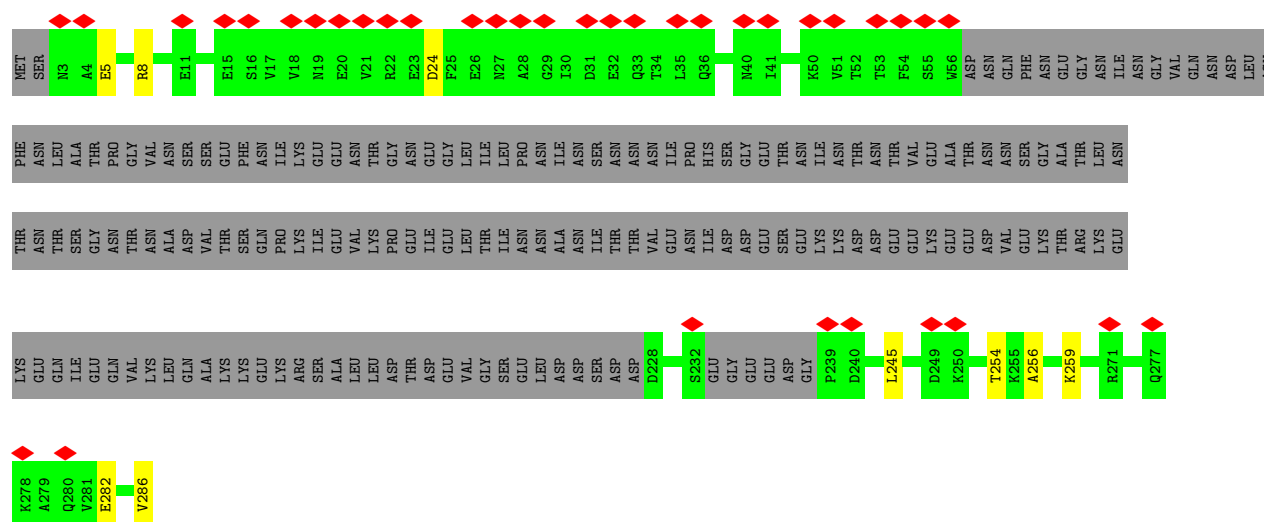 MET SER N3 A4 E5 R8 E11 E15 S16 V17 V18 N19 E20 V21 R22 E23 D24 F25 E26 N27 A28 G29 I30 D31 E32 Q33 T34 L35 Q36 N40 I41 K50 V51 T52 T53 F54 S55 W56 ASP ASN GLN PHE ASN GLU GLY ASN ILE ASN GLY VAL GLN ASN ASP LEU
PHE ASN LEU ALA THR PRO GLY VAL ASN SER SER GLU PHE ASN ILE LYS GLU GLU ASN THR GLY ASN GLU GLY LEU ILE LEU PRO ASN ILE ASN SER ASN ASN ASN ILE PRO HIS SER GLY GLU THR ASN ILE ASN THR ASN THR VAL GLU ALA THR ASN ASN SER GLY ALA THR LEU ASN
THR ASN THR SER GLY ASN THR ASN ALA ASP VAL THR SER GLN PRO LYS ILE GLU VAL LYS PRO GLU ILE GLU LEU THR ILE ASN ASN ALA ASN ILE THR THR VAL GLU ASN ILE ASP ASP GLU SER GLU LYS LYS ASP ASP GLU GLU LYS GLU GLU ASP VAL GLU LYS THR ARG LYS GLU
LYS GLU GLN ILE GLU GLN VAL LYS LEU GLN ALA LYS LYS GLU LYS ARG SER ALA LEU LEU ASP THR ASP GLU VAL GLY SER GLU LEU ASP ASP SER ASP ASP D228 S232 GLU GLY GLU GLU ASP GLY P239 D240 L245 D249 K250 T254 K255 A256 K259 R271 Q277
K278 A279 Q280 V281 E282 V286